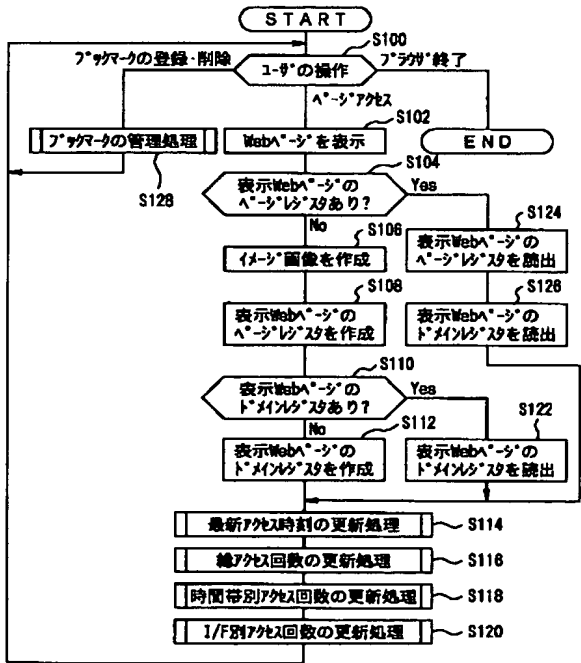 START
S100
ブックマークの登録・削除
ユーザの操作
ブラウザ終了
ページアクセス
S102
ブックマークの管理処理
Webページを表示
END
S128
S104
表示Webページの
ページレジスタあり?
Yes
No
S106
S124
イメージ画像を作成
表示Webページの
ページレジスタを読出
S108
S126
表示Webページの
ページレジスタを作成
表示Webページの
ドメインレジスタを読出
S110
表示Webページの
ドメインレジスタあり?
Yes
No
S112
S122
表示Webページの
ドメインレジスタを作成
表示Webページの
ドメインレジスタを読出
最新アクセス時刻の更新処理
S114
総アクセス回数の更新処理
S116
時間帯別アクセス回数の更新処理
S118
I/F別アクセス回数の更新処理
S120